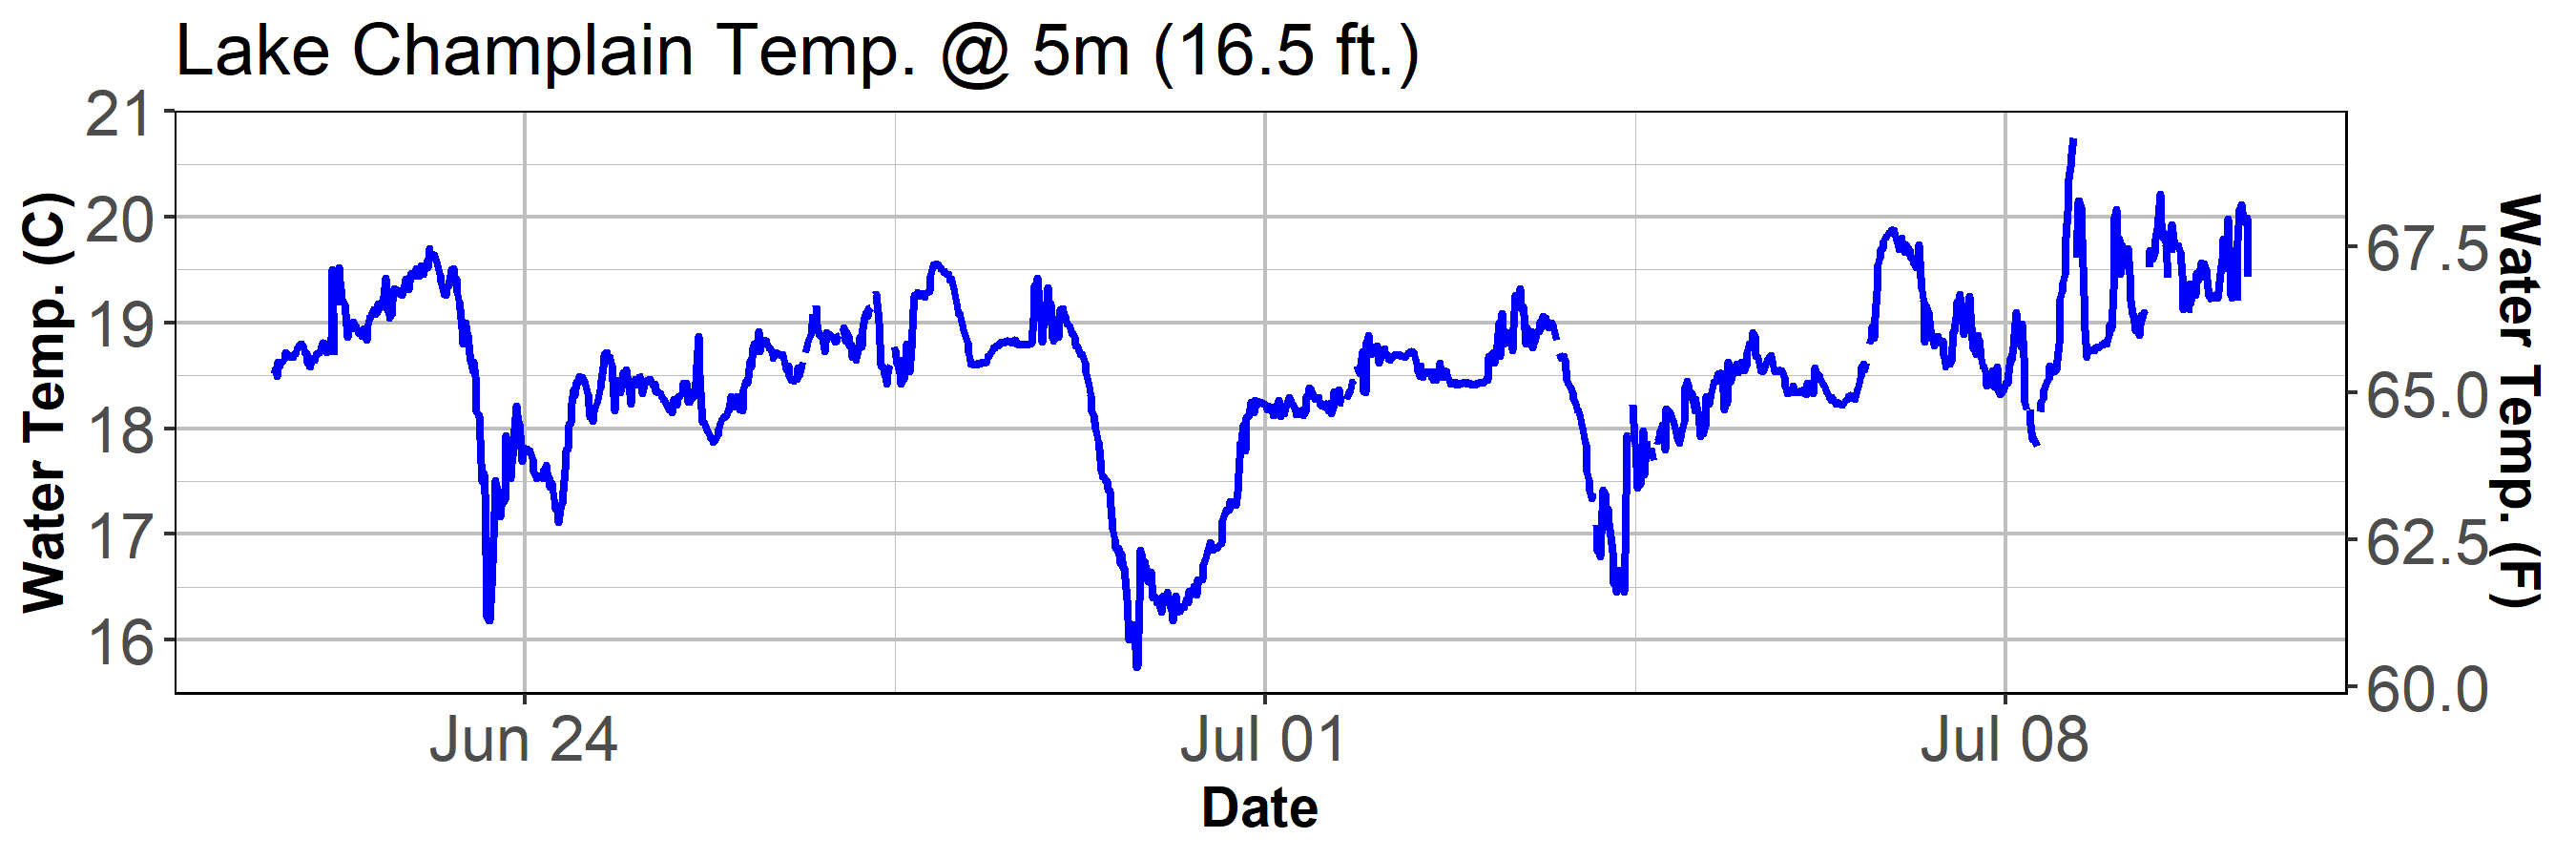 Lake Champlain Temp. @ 5m (16.5 ft.)
Water Temp. (C)
21
20
19
18
17
16
67.5
65.0
62.5
60.0
Water Temp. (F)
Jun 24
Jul 01
Jul 08
Date